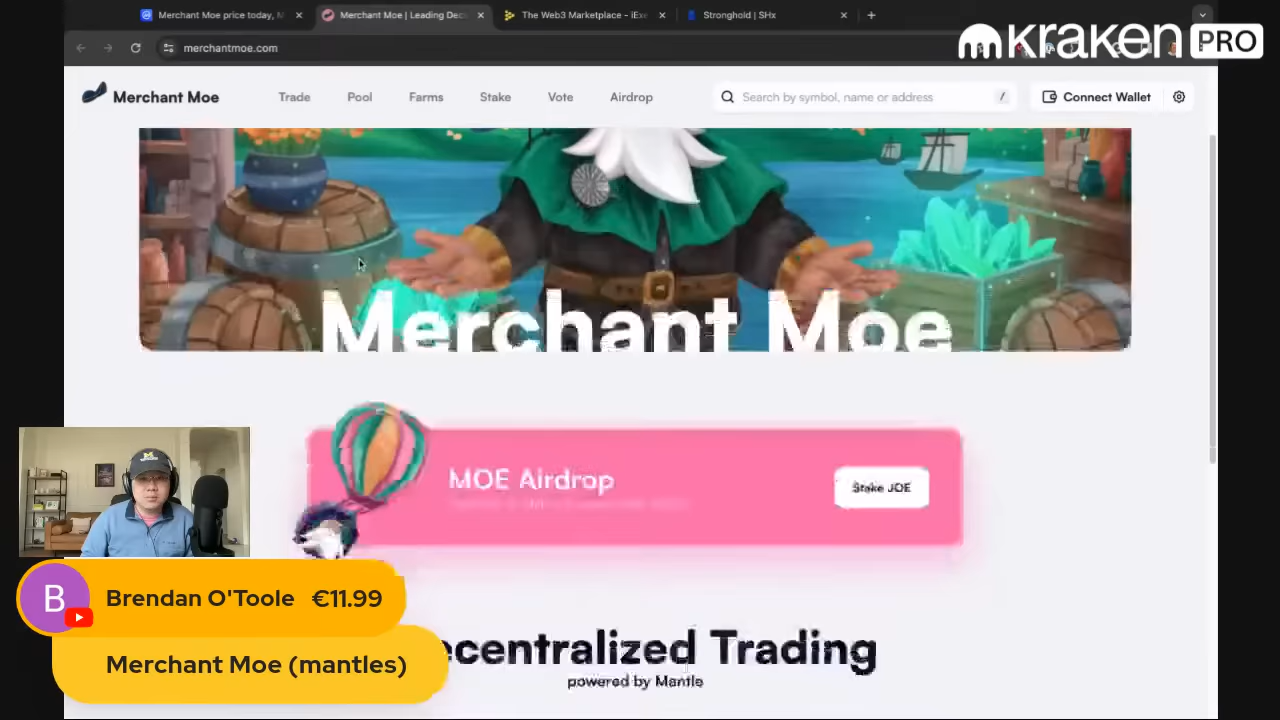 Merchant Moe price today, M
Merchant Moe | Leading Dec
The Web3 Marketplace - iExe
Stronghold | SHx
merchantmoe.com
kraken PRO
Merchant Moe
Trade
Pool
Farms
Stake
Vote
Airdrop
Search by symbol, name or address
/
Connect Wallet
Merchant Moe
MOE Airdrop
Stake JOE
B
Brendan O'Toole €11.99
Merchant Moe (mantles)
ecentralized Trading
powered by Mantle